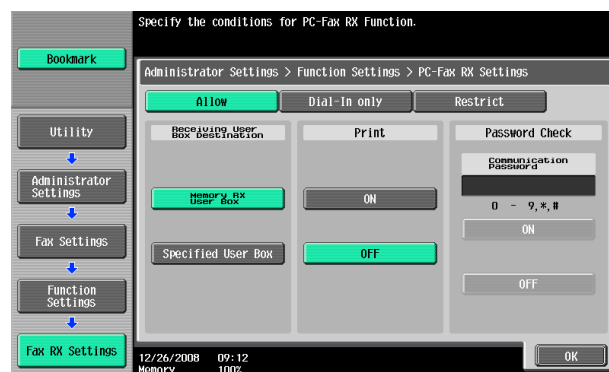 Specify the conditions for PC-Fax RX Function.
Bookmark
Administrator Settings > Function Settings > PC-Fax RX Settings
Allow
Dial-In only
Restrict
Utility
Administrator
Settings
Fax Settings
Function
Settings
Fax RX Settings
Receiving User
Box Destination
Memory RX
User Box
Specified User Box
Print
ON
OFF
Password Check
Communication
Password
0 - 9,*,#
ON
OFF
12/26/2008 09:12
Memory 100%
OK